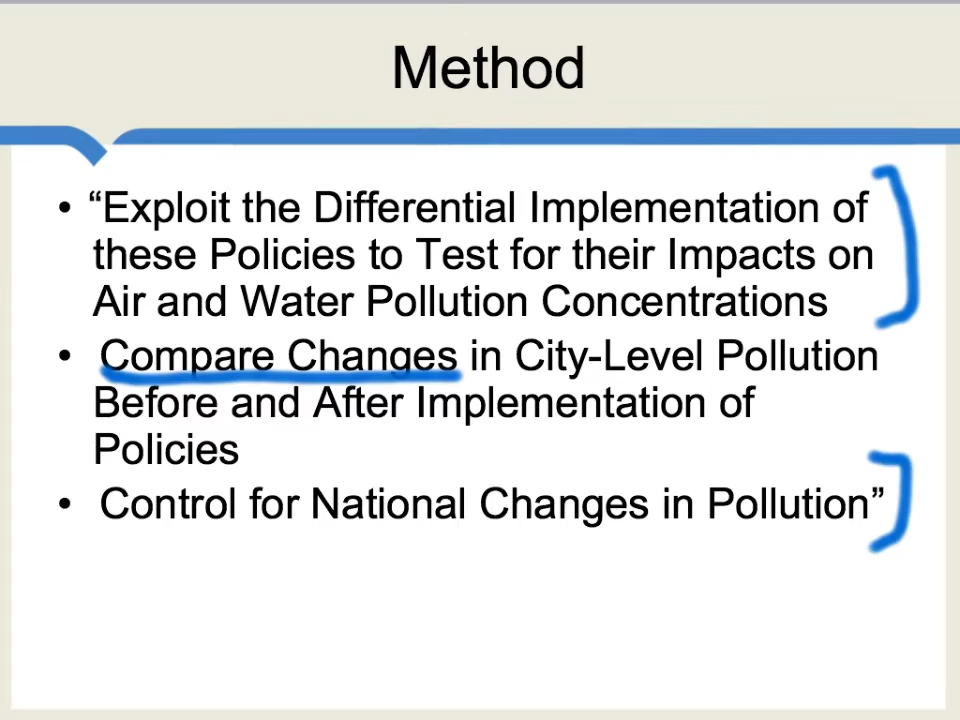 Method
• “Exploit the Differential Implementation of
these Policies to Test for their Impacts on
Air and Water Pollution Concentrations
• Compare Changes in City-Level Pollution
Before and After Implementation of
Policies
• Control for National Changes in Pollution”